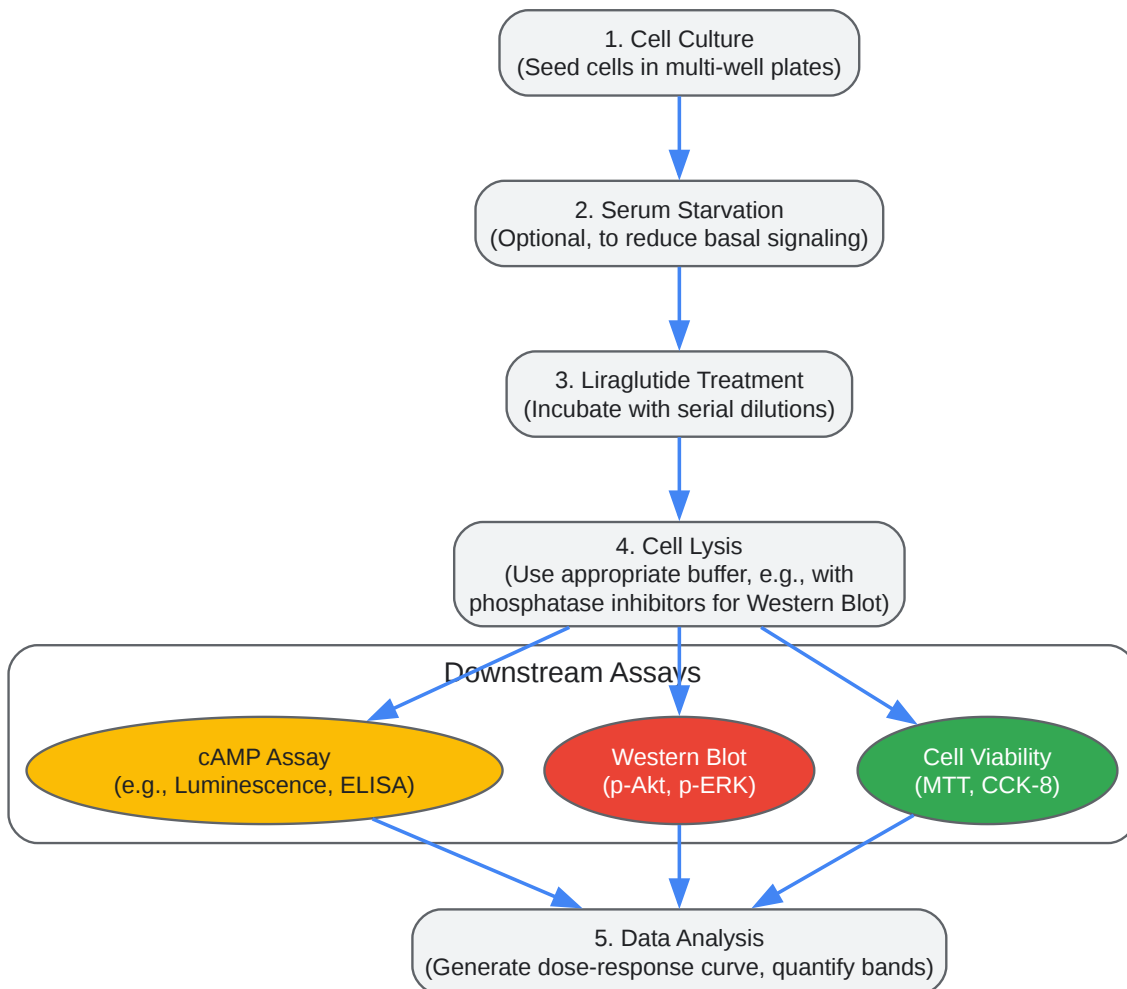 1. Cell Culture
(Seed cells in multi-well plates)
2. Serum Starvation
(Optional, to reduce basal signaling)
3. Liraglutide Treatment
(Incubate with serial dilutions)
4. Cell Lysis
(Use appropriate buffer, e.g., with
phosphatase inhibitors for Western Blot)
Downstream Assays
cAMP Assay
(e.g., Luminescence, ELISA)
Western Blot
(p-Akt, p-ERK)
Cell Viability
(MTT, CCK-8)
5. Data Analysis
(Generate dose-response curve, quantify bands)